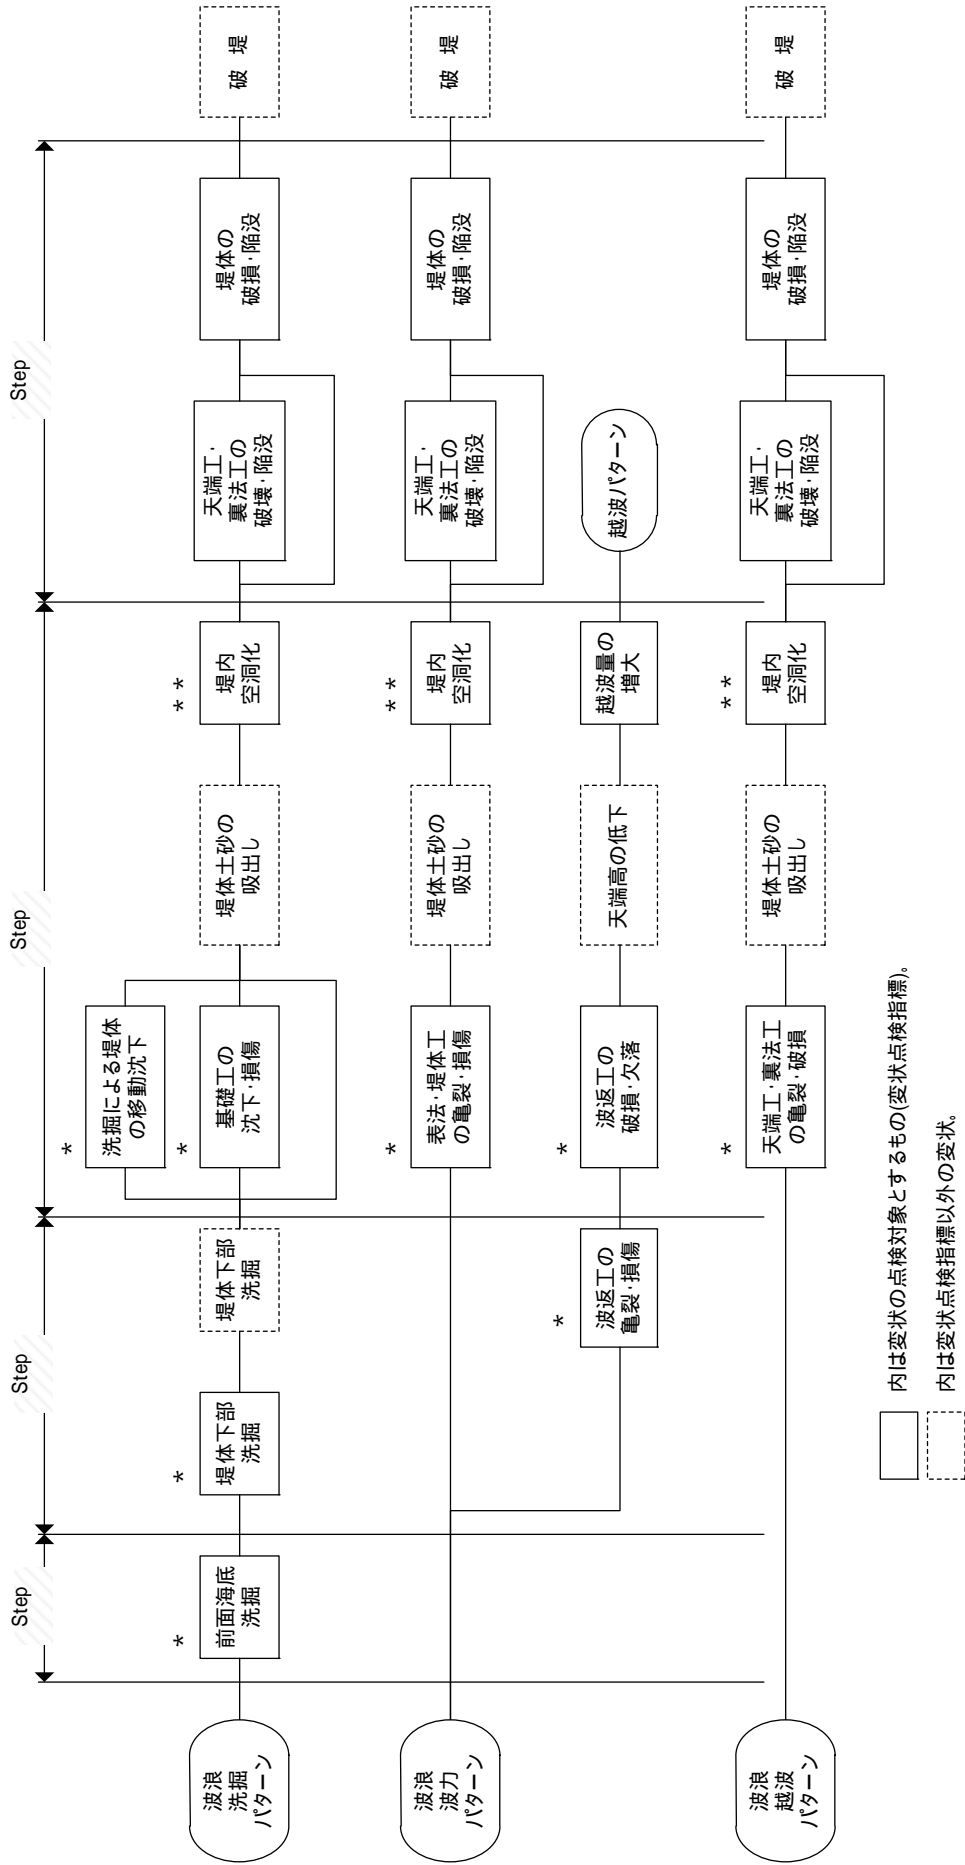 Step
Step
Step
Step
波浪
洗掘
パターン
*
前面海底
洗掘
*
堤体下部
洗掘
堤体下部
洗掘
*
洗掘による堤体
の移動沈下
*
基礎工の
沈下・損傷
堤体土砂の
吸出し
* *
堤内
空洞化
天端工・
裏法工の
破壊・陥没
堤体の
破損・陥没
破 堤
波浪
波力
パターン
*
表法・堤体工
の亀裂・損傷
堤体土砂の
吸出し
* *
堤内
空洞化
天端工・
裏法工の
破壊・陥没
堤体の
破損・陥没
破 堤
*
波返工の
亀裂・損傷
*
波返工の
破損・欠落
天端高の低下
越波量の
増大
越波パターン
波浪
越波
パターン
*
天端工・裏法工
の亀裂・破損
堤体土砂の
吸出し
* *
堤内
空洞化
天端工・
裏法工の
破壊・陥没
堤体の
破損・陥没
破 堤
内は変状の点検対象とするもの(変状点検指標)。
内は変状点検指標以外の変状。